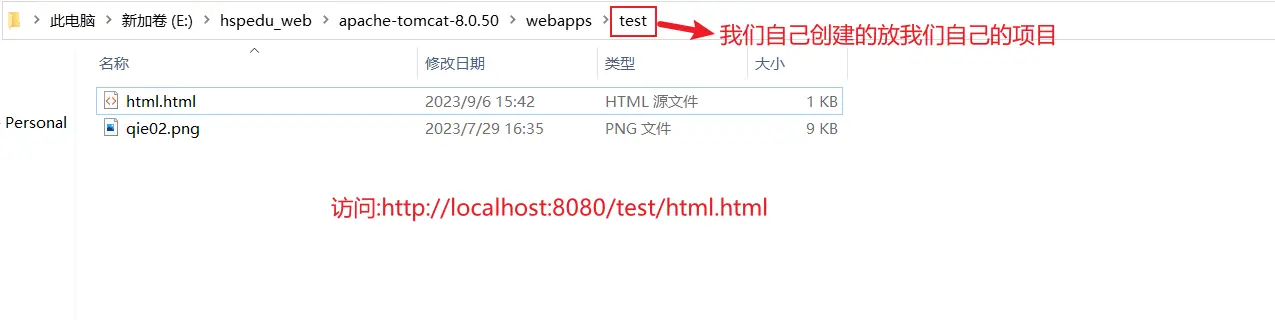 此电脑 > 新加卷 (E:) > hspedu_web > apache-tomcat-8.0.50 > webapps > test
我们自己创建的放我们自己的项目
名称 修改日期 类型 大小
html.html 2023/9/6 15:42 HTML 源文件 1 KB
Personal
qie02.png 2023/7/29 16:35 PNG 文件 9 KB
访问:http://localhost:8080/test/html.html